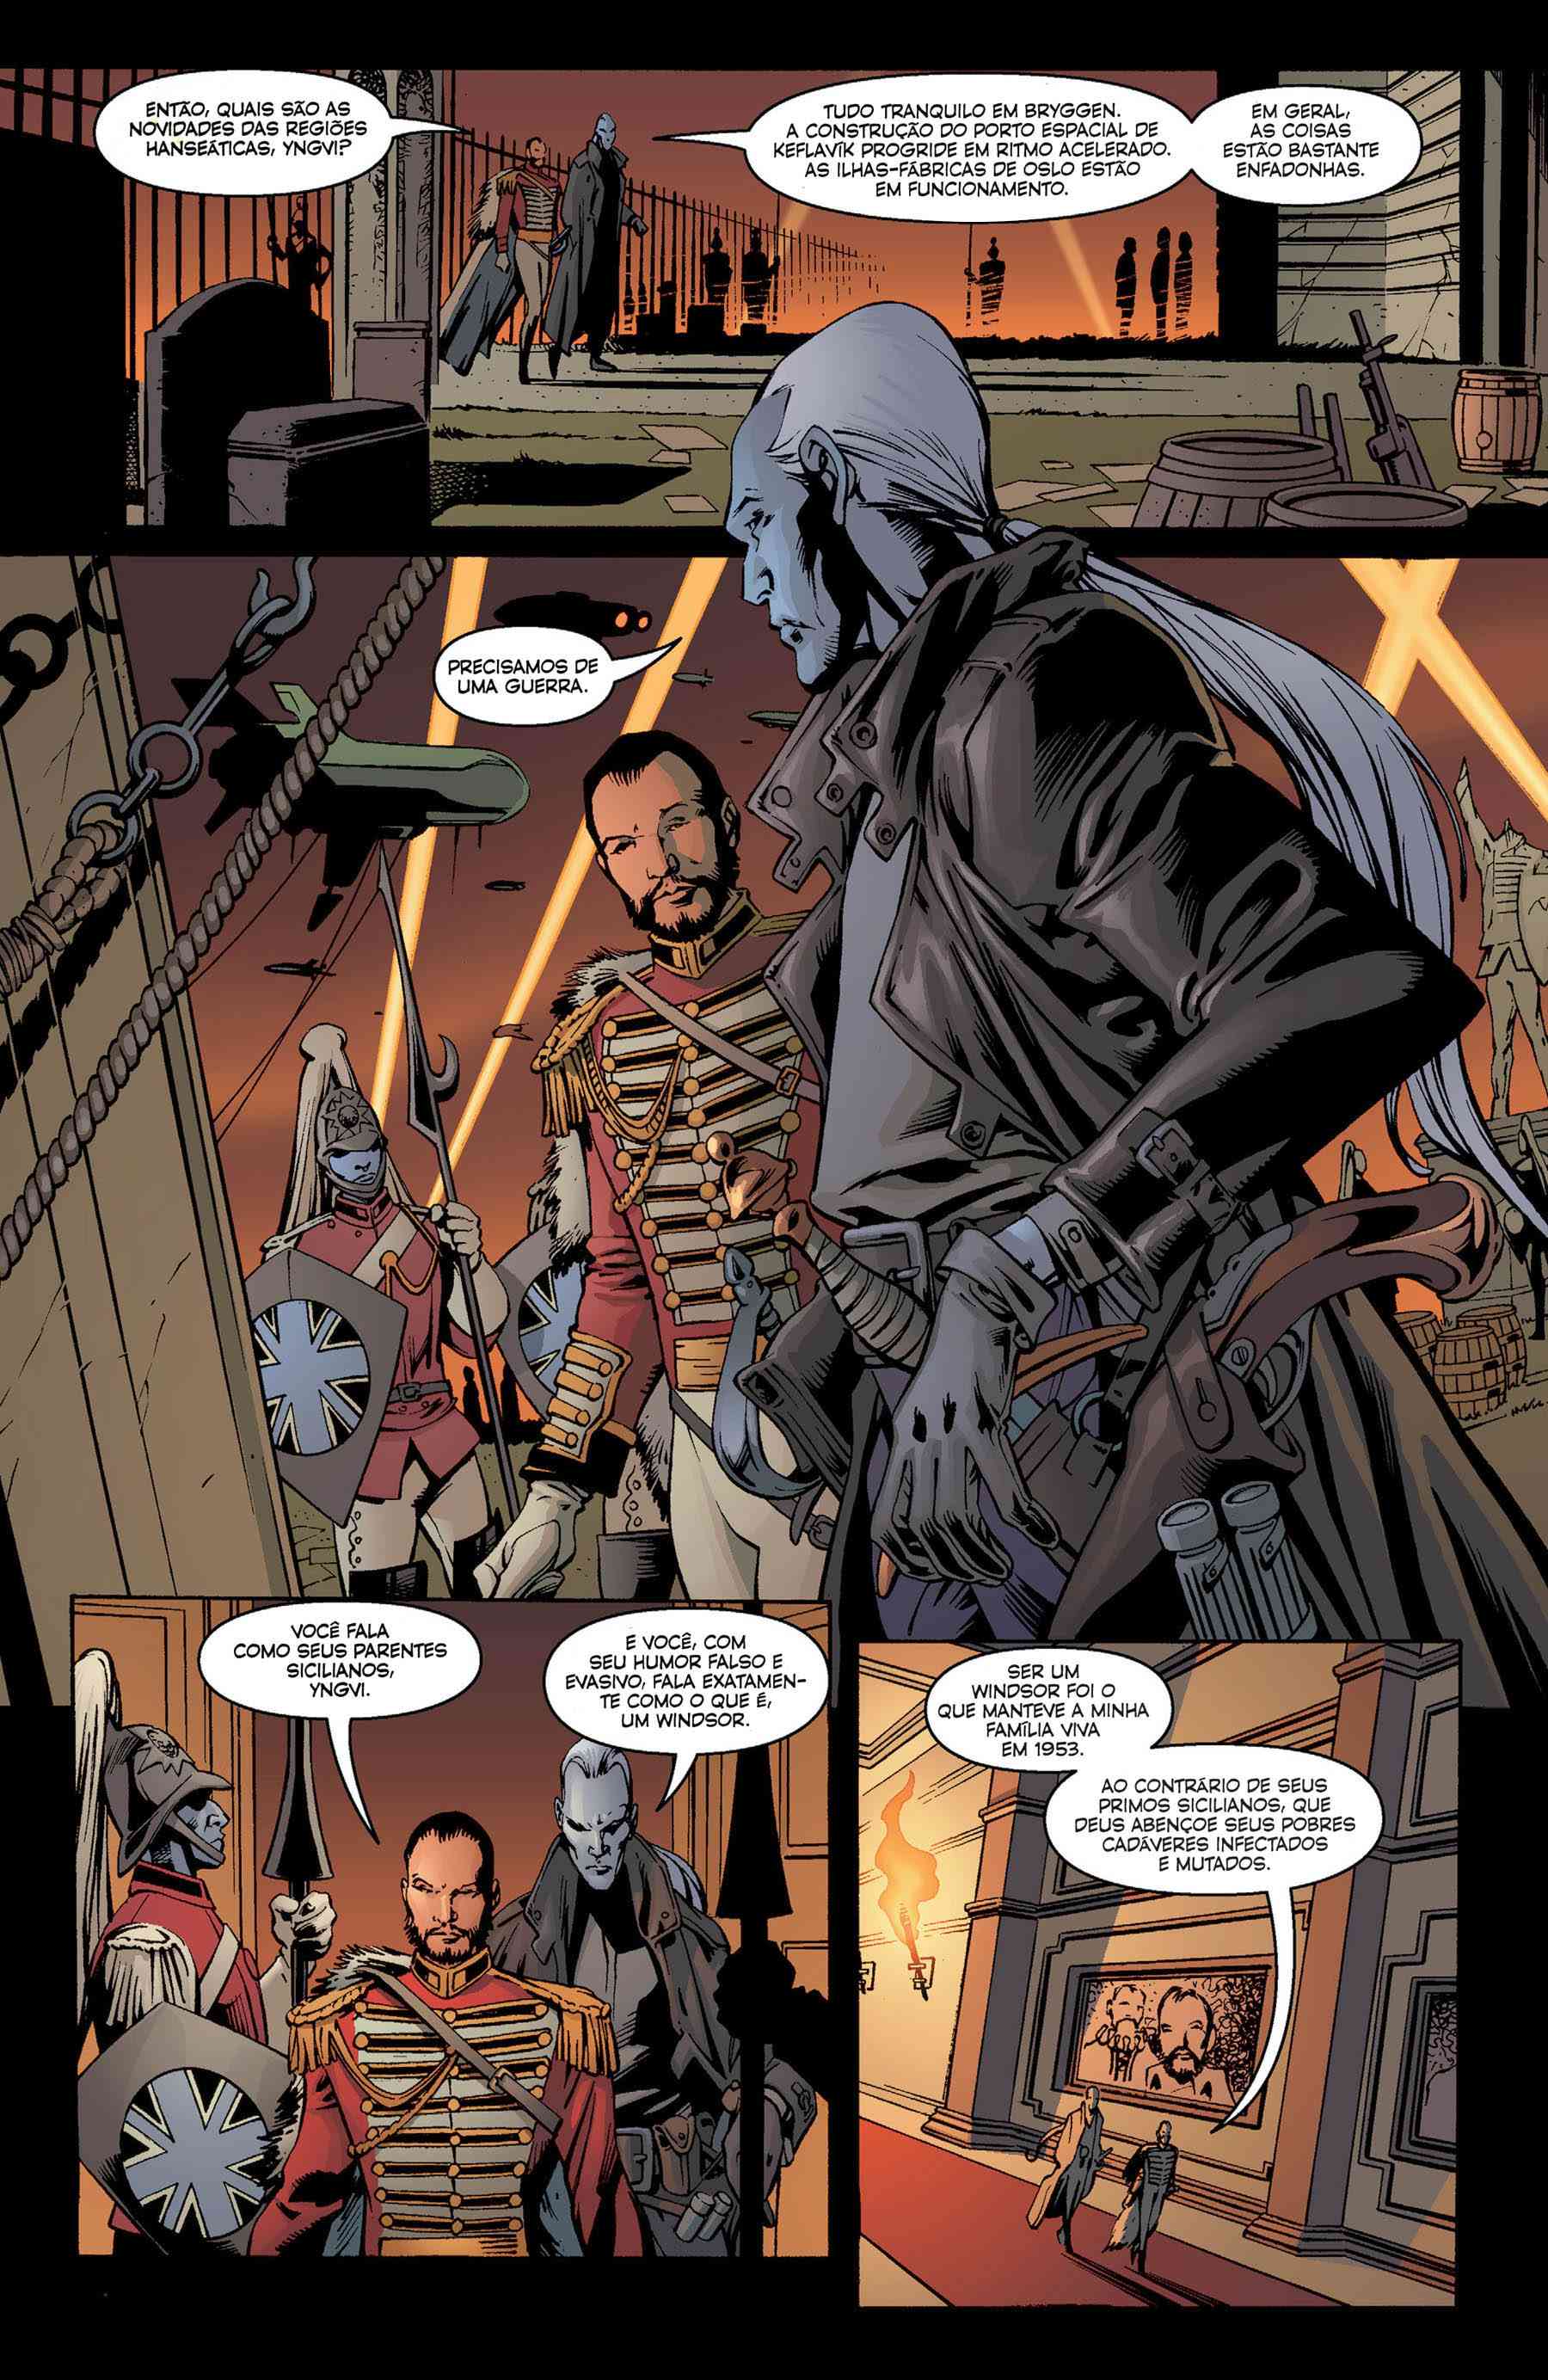 ENTÃO, QUAIS SÃO AS
NOVIDADES DAS REGIÕES
HANSEÁTICAS, YNGVI?
TUDO TRANQUILO EM BRYGGEN.
A CONSTRUÇÃO DO PORTO ESPACIAL DE
KEFLAVÍK PROGRIDE EM RITMO ACELERADO.
AS ILHAS-FÁBRICAS DE OSLO ESTÃO
EM FUNCIONAMENTO.
EM GERAL,
AS COISAS
ESTÃO BASTANTE
ENFADONHAS.
PRECISAMOS DE
UMA GUERRA.
VOCÊ FALA
COMO SEUS PARENTES
SICILIANOS,
YNGVI.
E VOCÊ, COM
SEU HUMOR FALSO E
EVASIVO, FALA EXATAMEN-
TE COMO O QUE É,
UM WINDSOR.
SER UM
WINDSOR FOI O
QUE MANTEVE A MINHA
FAMÍLIA VIVA
EM 1953.
AO CONTRÁRIO DE SEUS
PRIMOS SICILIANOS, QUE
DEUS ABENÇOE SEUS POBRES
CADÁVERES INFECTADOS
E MUTADOS.